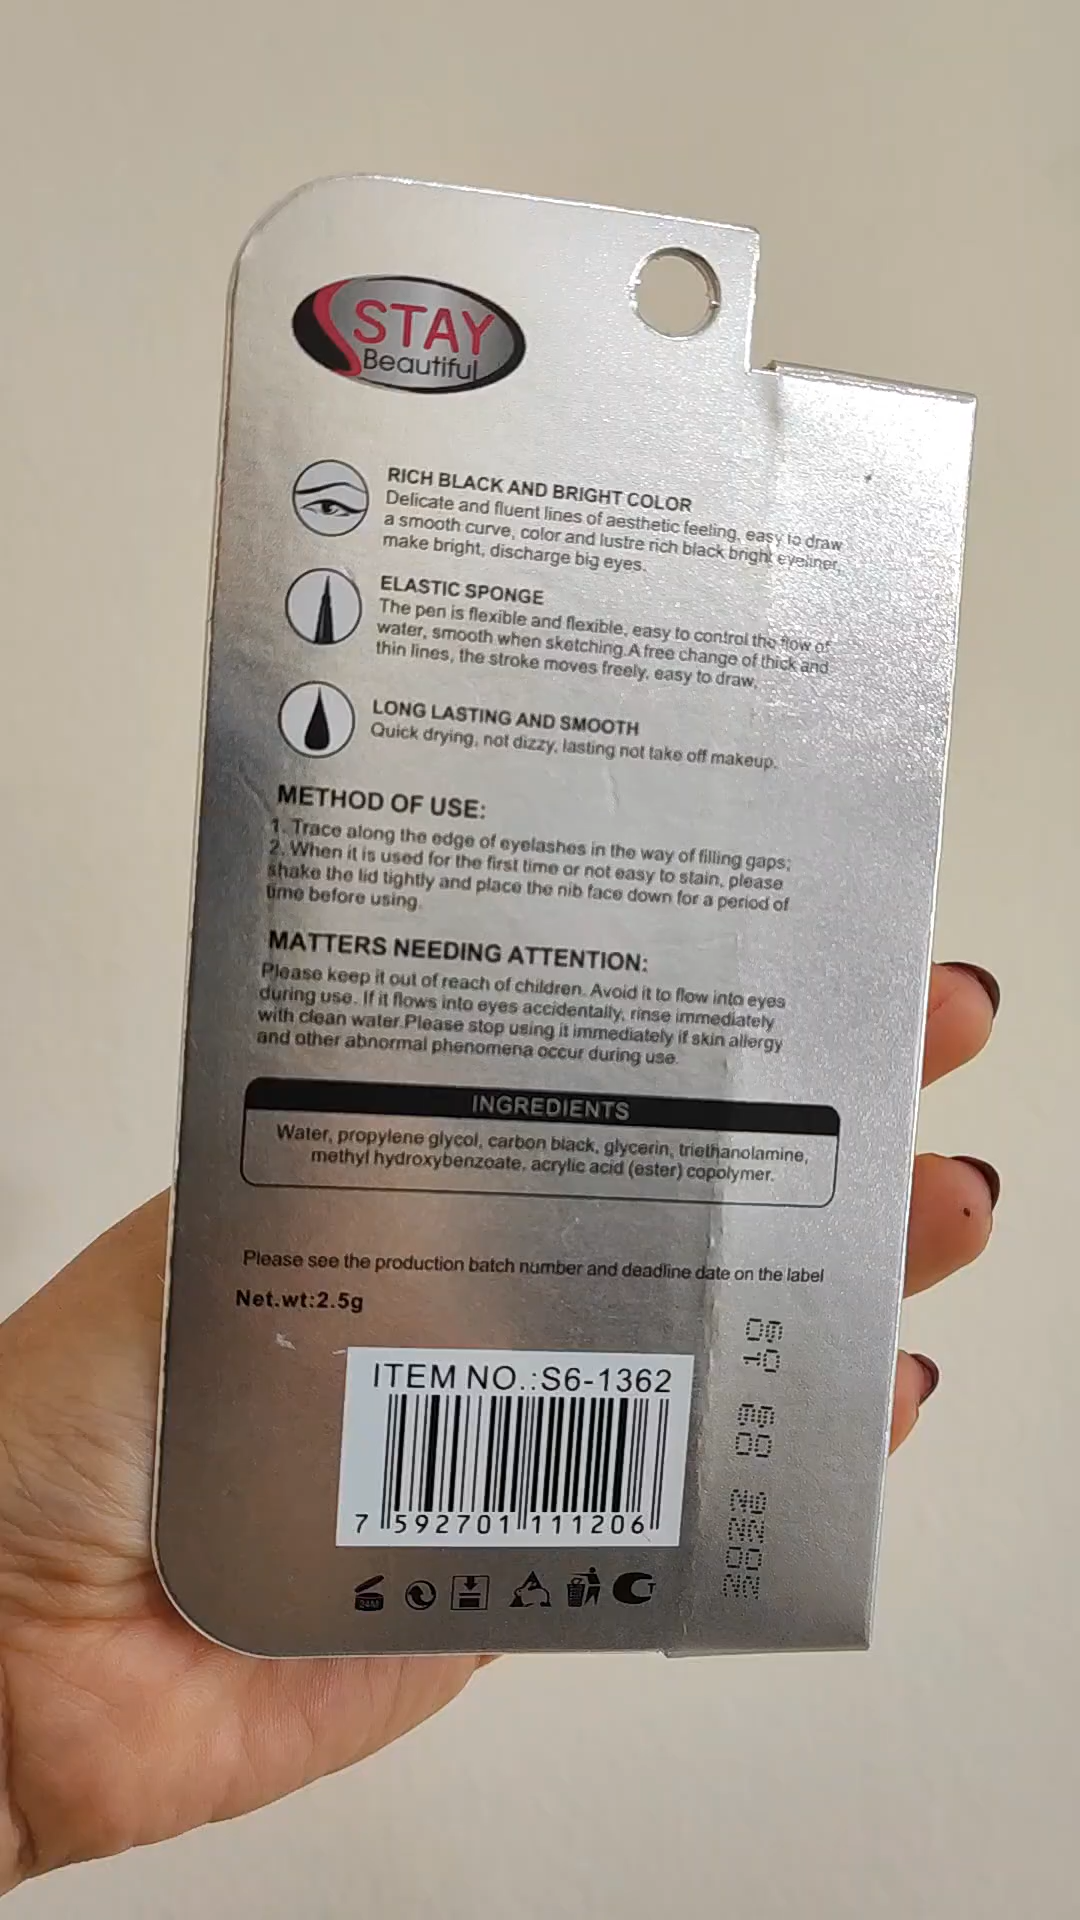 STAY
Beautiful
RICH BLACK AND BRIGHT COLOR
Delicate and fluent lines of aesthetic feeling, easy to draw
a smooth curve, color and lustre rich black bright eyeliner,
make bright, discharge big eyes.
ELASTIC SPONGE
The pen is flexible and flexible, easy to control the flow of
water, smooth when sketching.A free change of thick and
thin lines, the stroke moves freely, easy to draw.
LONG LASTING AND SMOOTH
Quick drying, not dizzy, lasting not take off makeup.
METHOD OF USE:
1. Trace along the edge of eyelashes in the way of filling gaps;
2. When it is used for the first time or not easy to stain, please
shake the lid tightly and place the nib face down for a period of
time before using.
MATTERS NEEDING ATTENTION:
Please keep it out of reach of children. Avoid it to flow into eyes
during use. If it flows into eyes accidentally, rinse immediately
with clean water.Please stop using it immediately if skin allergy
and other abnormal phenomena occur during use.
INGREDIENTS
Water, propylene glycol, carbon black, glycerin, triethanolamine,
methyl hydroxybenzoate, acrylic acid (ester) copolymer.
Please see the production batch number and deadline date on the label
Net.wt:2.5g
ITEM NO.:S6-1362
7 592701 111206
24M